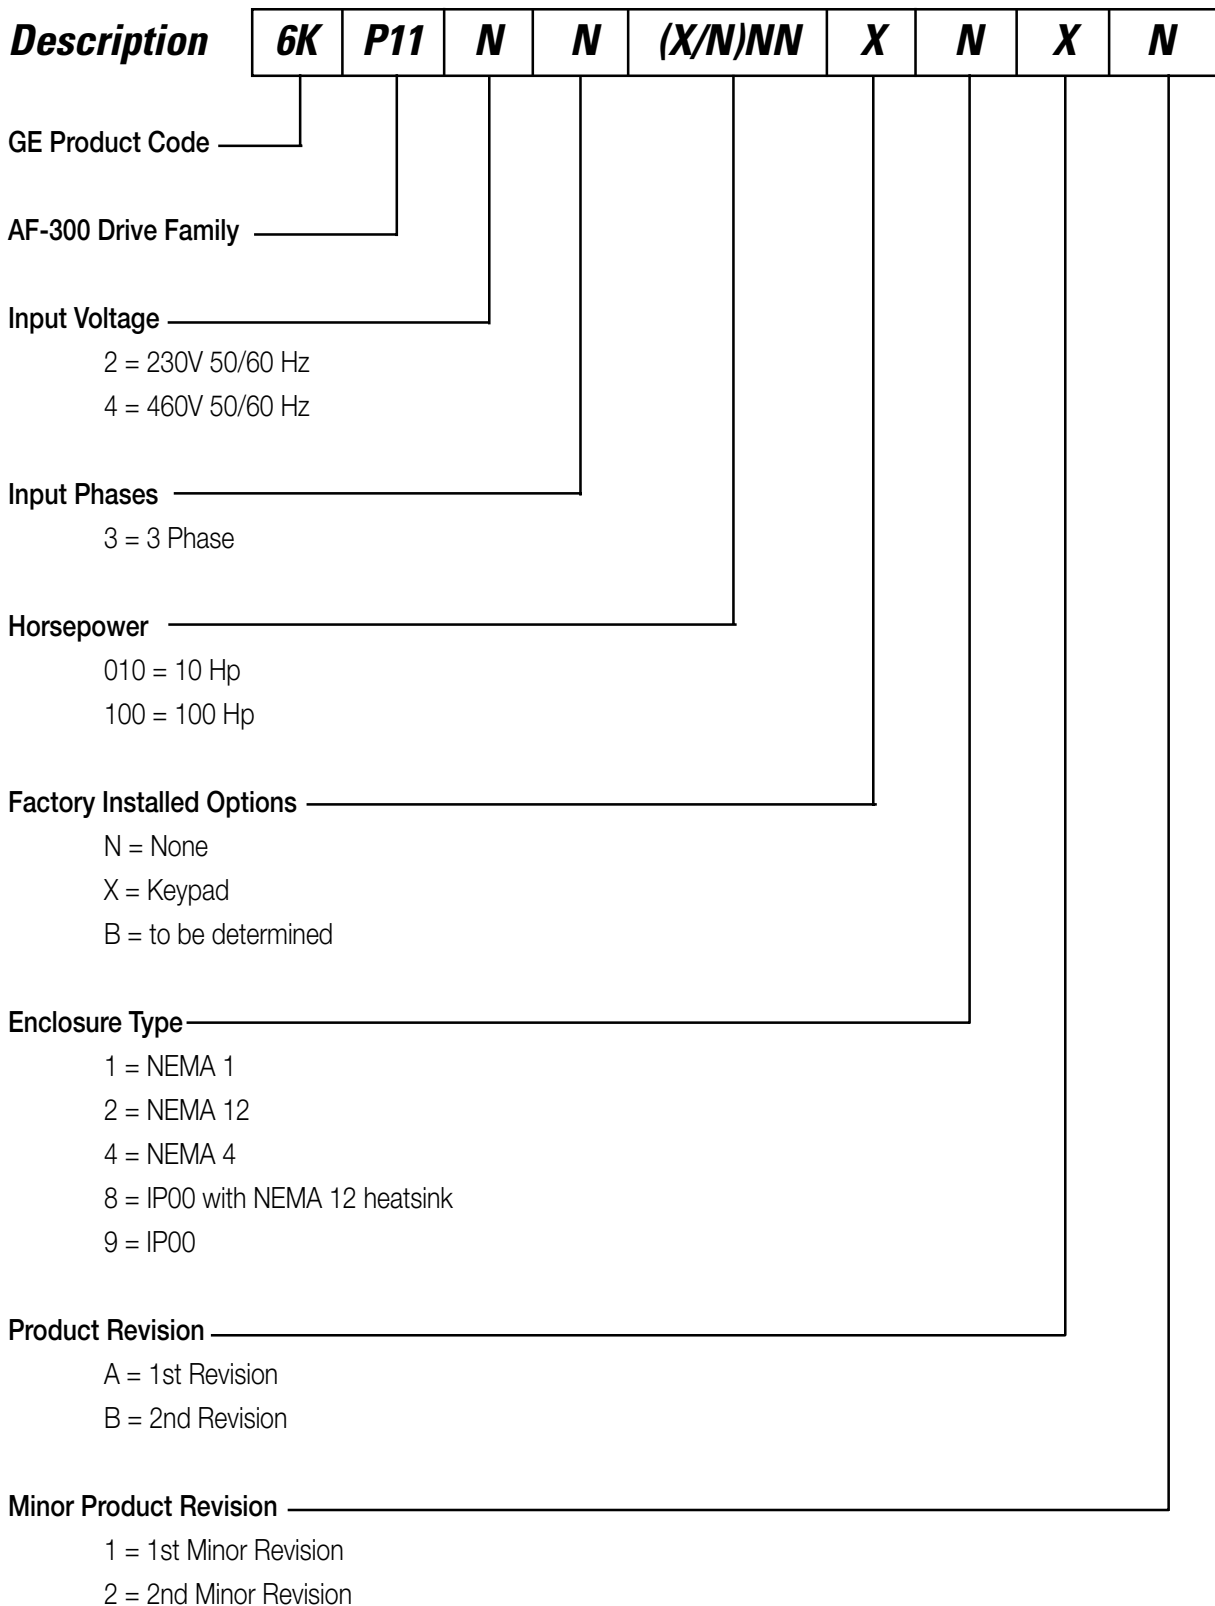 Description 6K P11 N N (X/N)NN X N X N
GE Product Code
AF-300 Drive Family
Input Voltage
2 = 230V 50/60 Hz
4 = 460V 50/60 Hz
Input Phases
3 = 3 Phase
Horsepower
010 = 10 Hp
100 = 100 Hp
Factory Installed Options
N = None
X = Keypad
B = to be determined
Enclosure Type
1 = NEMA 1
2 = NEMA 12
4 = NEMA 4
8 = IP00 with NEMA 12 heatsink
9 = IP00
Product Revision
A = 1st Revision
B = 2nd Revision
Minor Product Revision
1 = 1st Minor Revision
2 = 2nd Minor Revision